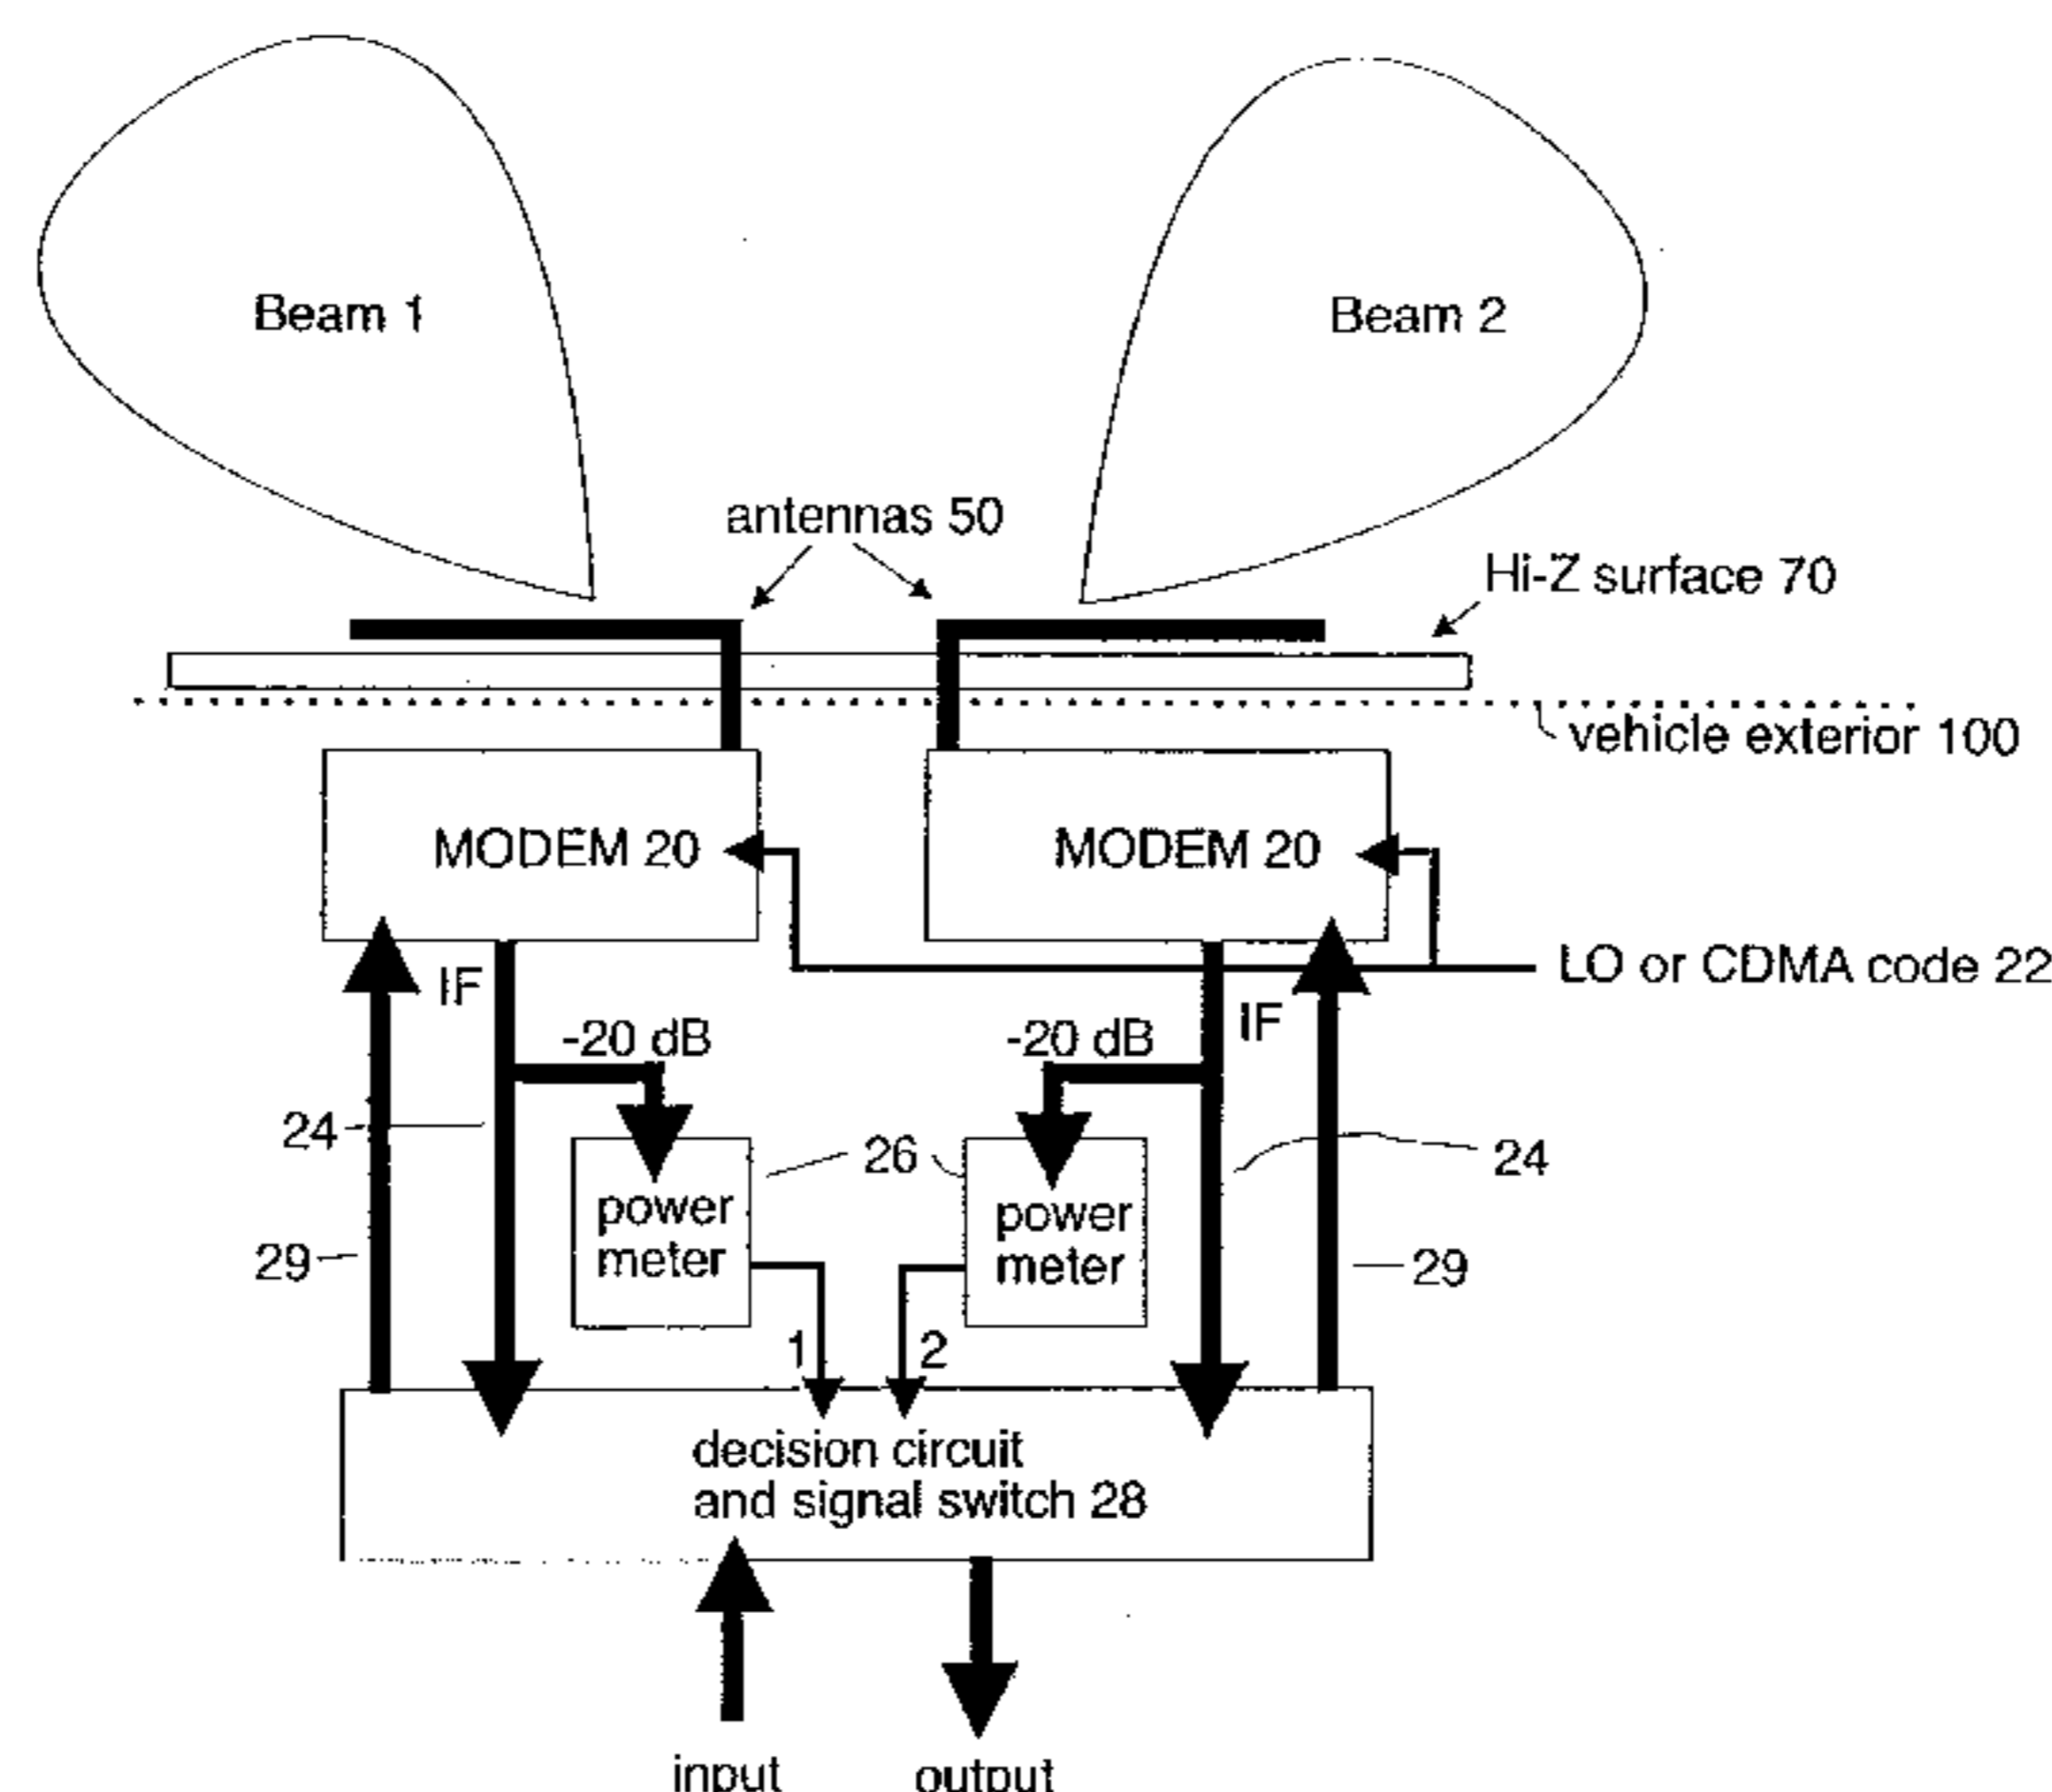 Beam 1
Beam 2
antennas 50
Hi-Z surface 70
vehicle exterior 100
MODEM 20
MODEM 20
LO or CDMA code 22
IF
IF
-20 dB
-20 dB
24
26
24
power
meter
power
meter
29
29
1
2
decision circuit
and signal switch 28
input
output